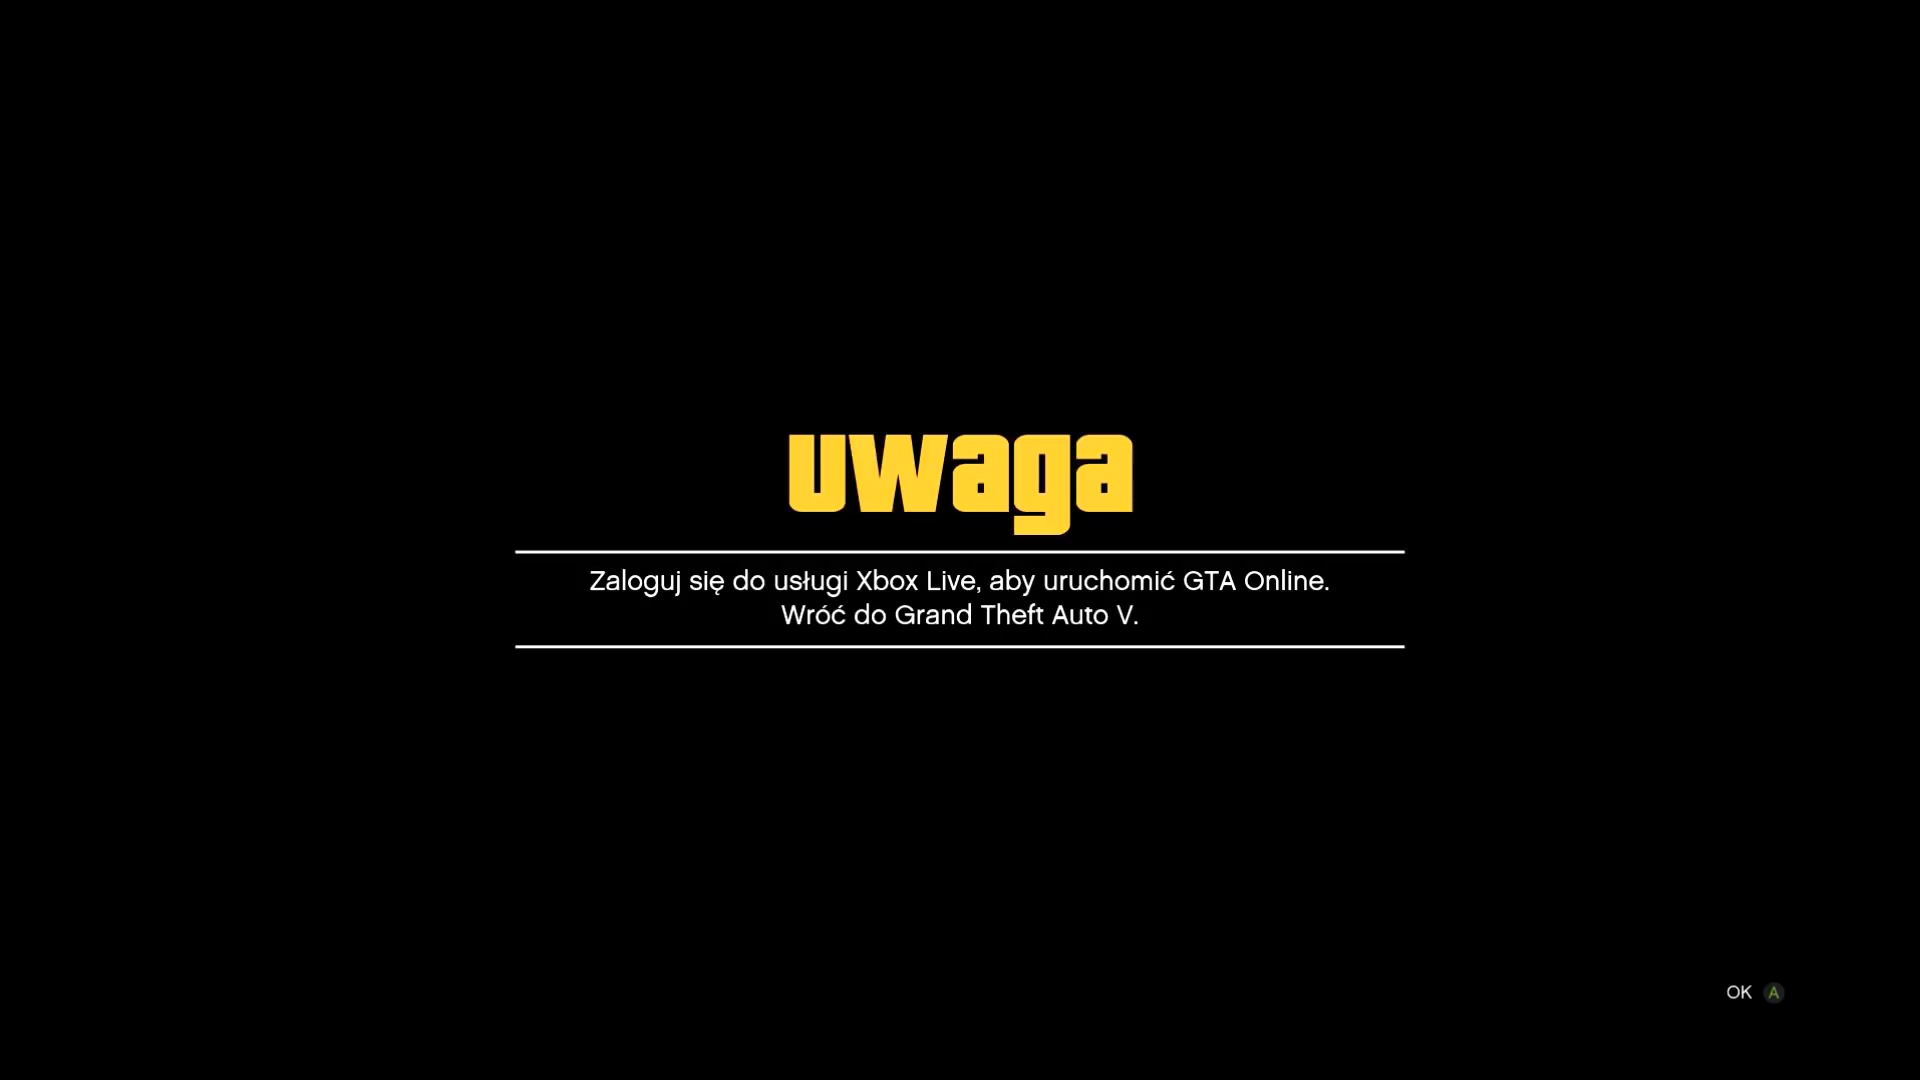 uwaga
Zaloguj się do usługi Xbox Live, aby uruchomić GTA Online.
Wróć do Grand Theft Auto V.
OK A